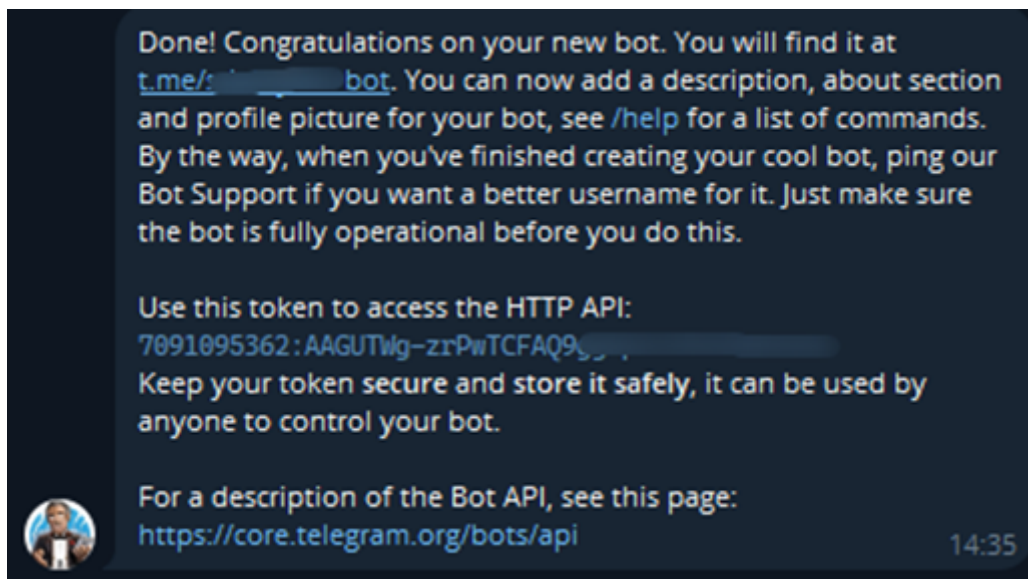 Done! Congratulations on your new bot. You will find it at
t.me/ bot. You can now add a description, about section
and profile picture for your bot, see /help for a list of commands.
By the way, when you've finished creating your cool bot, ping our
Bot Support if you want a better username for it. Just make sure
the bot is fully operational before you do this.
Use this token to access the HTTP API:
Keep your token secure and store it safely, it can be used by
anyone to control your bot.
For a description of the Bot API, see this page:
https://core.telegram.org/bots/api
14:35